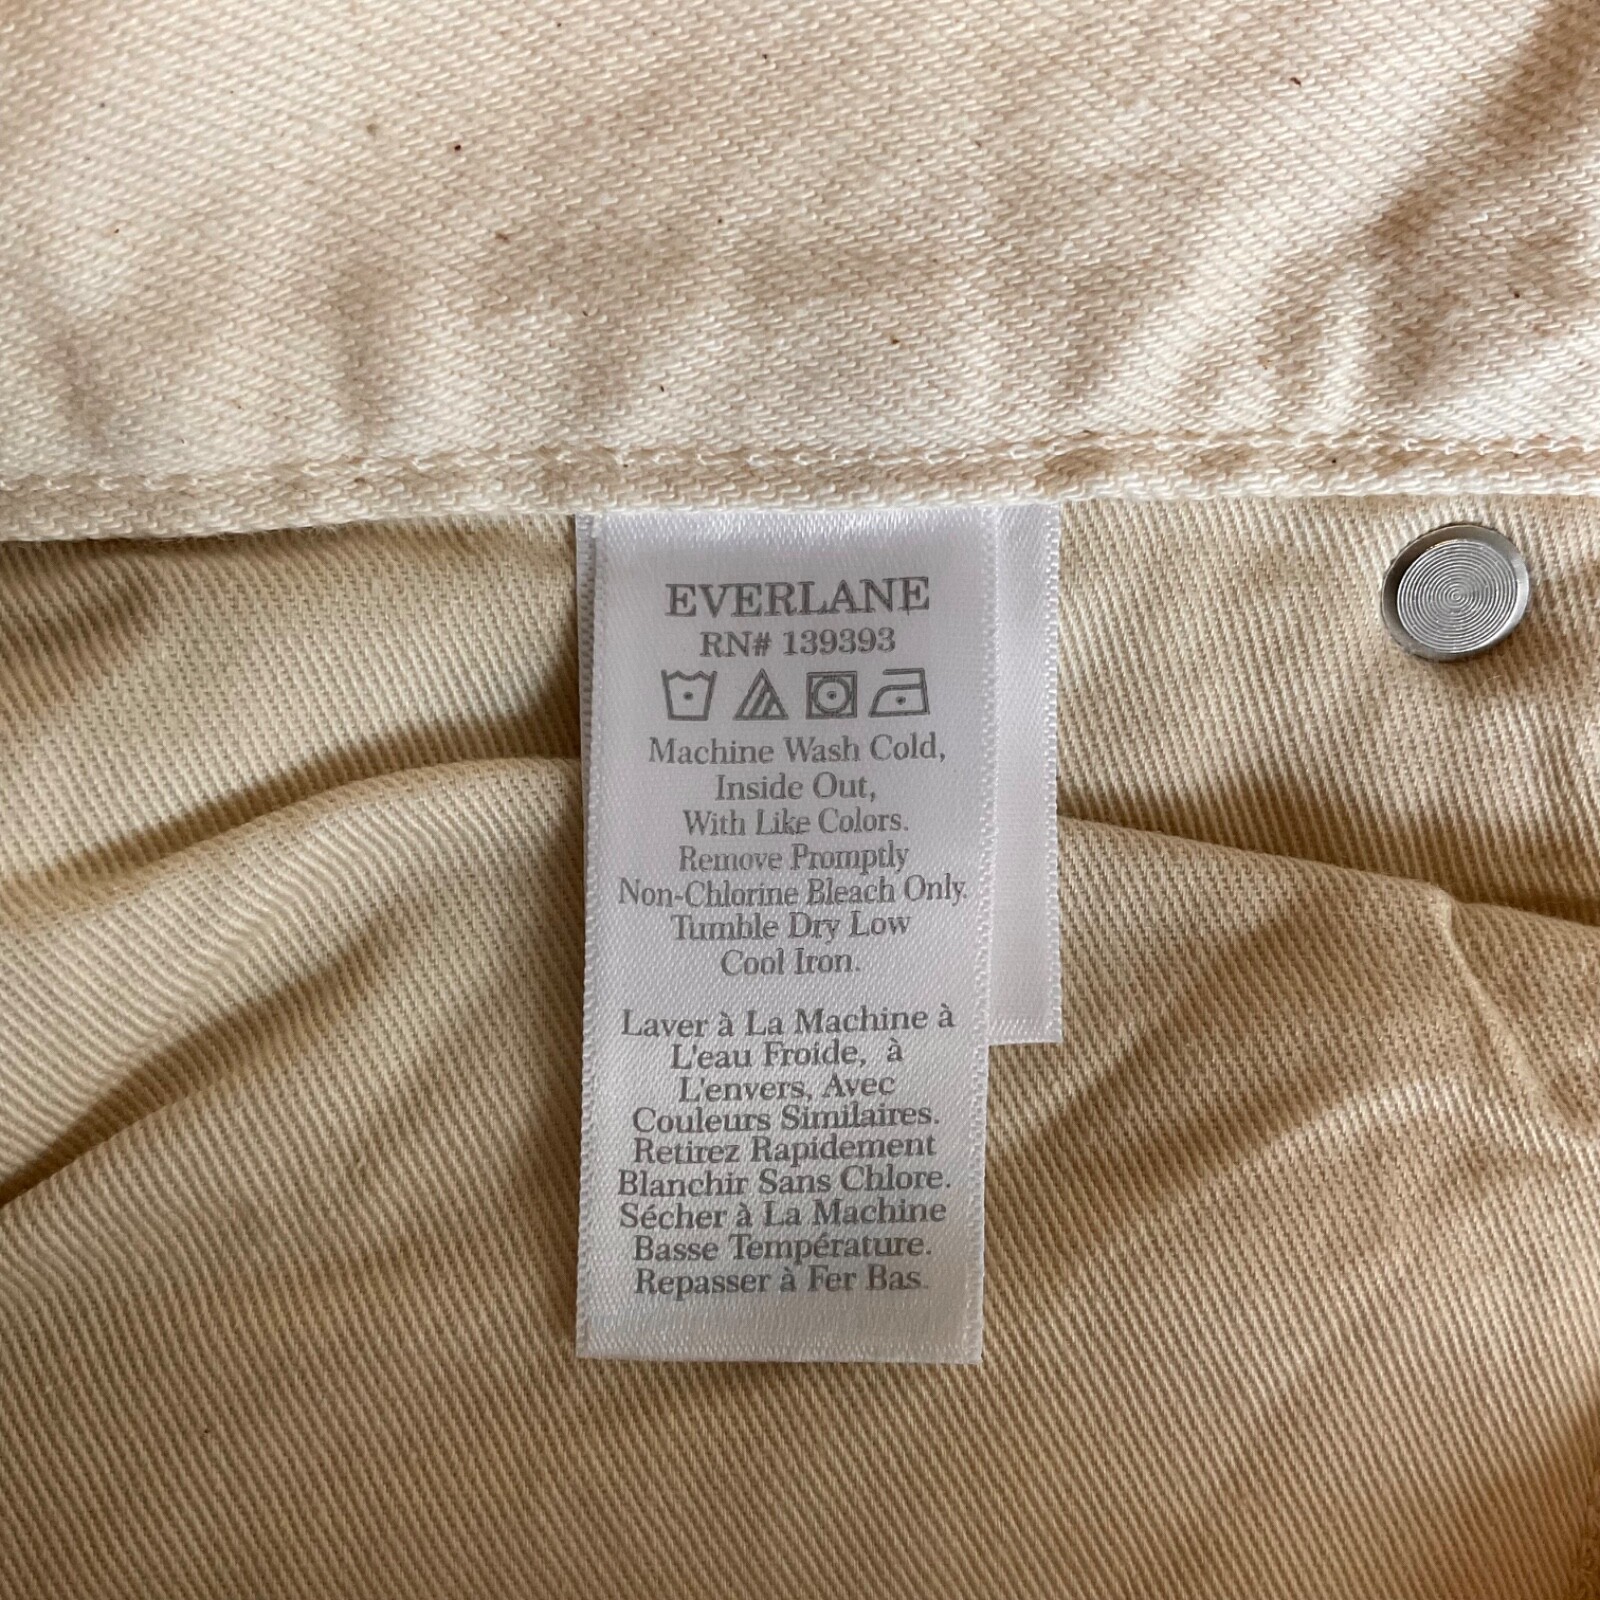 EVERLANE
RN# 139393
Machine Wash Cold,
Inside Out,
With Like Colors.
Remove Promptly
Non-Chlorine Bleach Only.
Tumble Dry Low
Cool Iron.
Laver à La Machine à
L'eau Froide, à
L'envers, Avec
Couleurs Similaires.
Retirez Rapidement
Blanchir Sans Chlore.
Sécher à La Machine
Basse Température.
Repasser à Fer Bas.